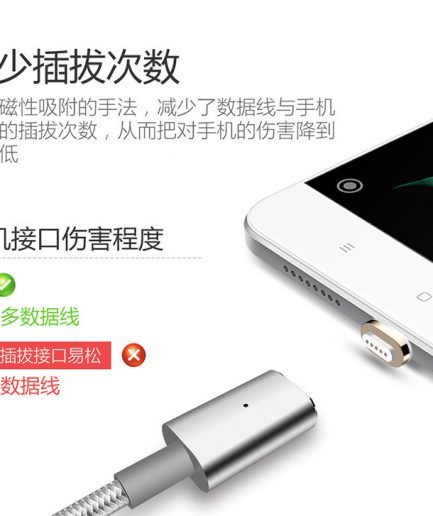 少插拔次数
磁性吸附的手法，减少了数据线与手机
的插拔次数，从而把对手机的伤害降到
低
机接口伤害程度
多数据线
插拔接口易松
数据线